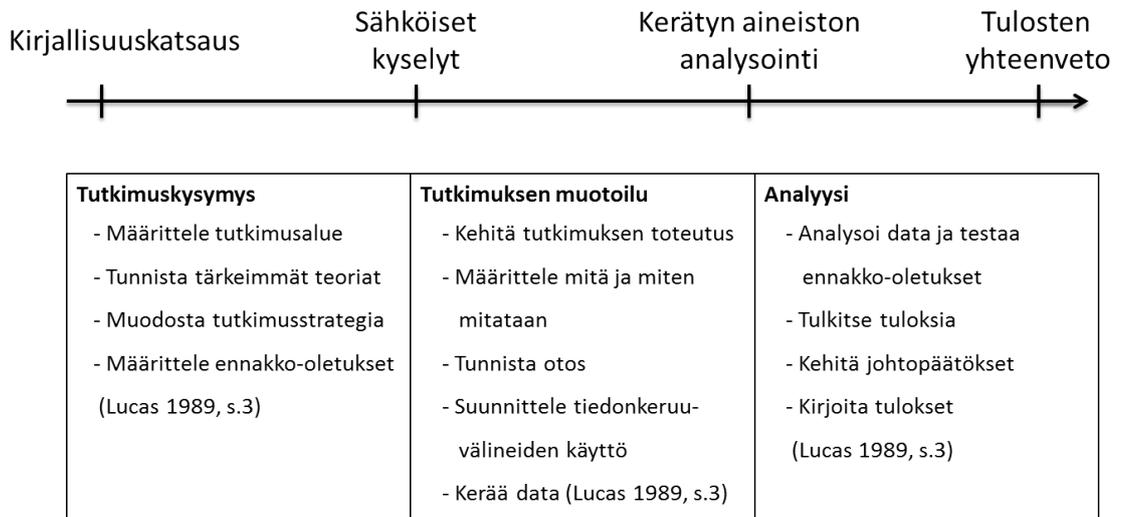 Kirjallisuuskatsaus
Sähköiset
kyselyt
Kerätyn aineiston
analysointi
Tulosten
yhteenveto
Tutkimuskysymys
- Määrittele tutkimusalue
- Tunnista tärkeimmät teoriat
- Muodosta tutkimusstrategia
- Määrittele ennakko-oletukset
(Lucas 1989, s.3)
Tutkimuksen muotoilu
- Kehitä tutkimuksen toteutus
- Määrittele mitä ja miten
mitataan
- Tunnista otos
- Suunnittele tiedonkeruu-
välineiden käyttö
- Kerää data (Lucas 1989, s.3)
Analyysi
- Analysoi data ja testaa
ennakko-oletukset
- Tulkitse tuloksia
- Kehitä johtopäätökset
- Kirjoita tulokset
(Lucas 1989, s.3)